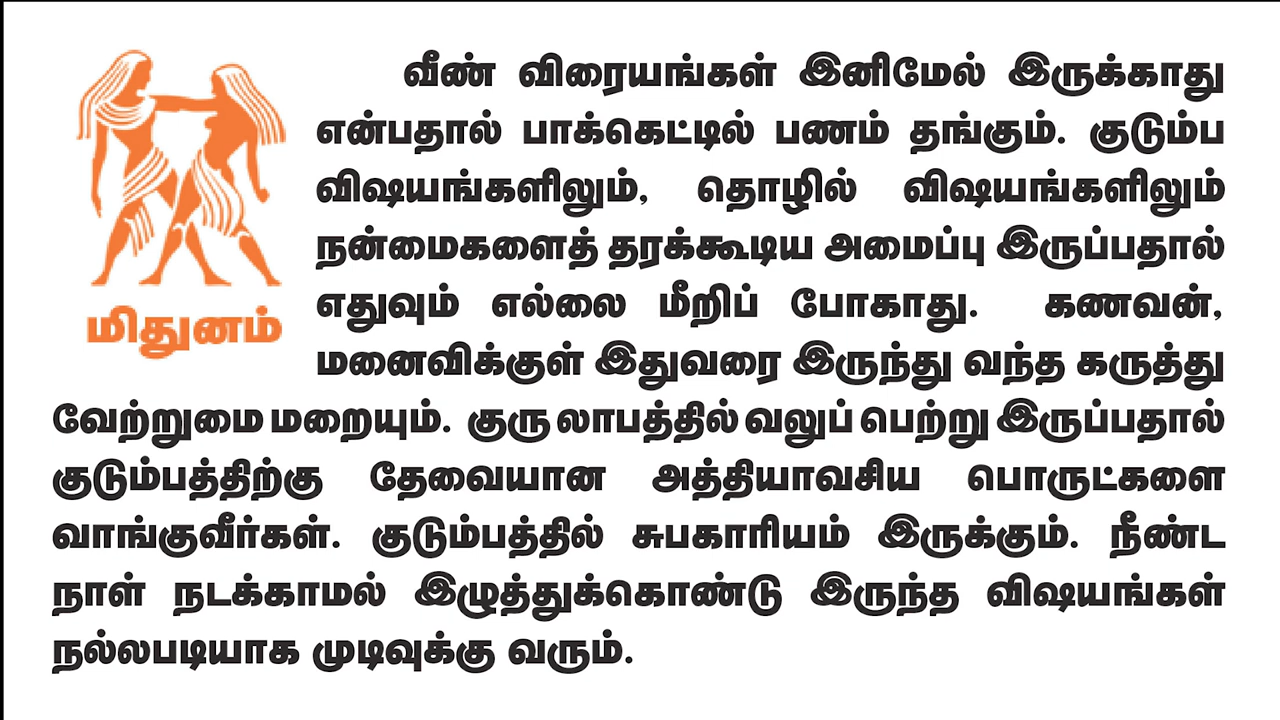 வீண் விரையங்கள் இனிமேல் இருக்காது
என்பதால் பாக்கெட்டில் பணம் தங்கும். குடும்ப
விஷயங்களிலும், தொழில் விஷயங்களிலும்
நன்மைகளைத் தரக்கூடிய அமைப்பு இருப்பதால்
எதுவும் எல்லை மீறிப் போகாது. கணவன்,
மிதுனம்
மனைவிக்குள் இதுவரை இருந்து வந்த கருத்து
வேற்றுமை மறையும். குரு லாபத்தில் வலுப் பெற்று இருப்பதால்
குடும்பத்திற்கு தேவையான அத்தியாவசிய பொருட்களை
வாங்குவீர்கள். குடும்பத்தில் சுபகாரியம் இருக்கும். நீண்ட
நாள் நடக்காமல் இழுத்துக்கொண்டு இருந்த விஷயங்கள்
நல்லபடியாக முடிவுக்கு வரும்.